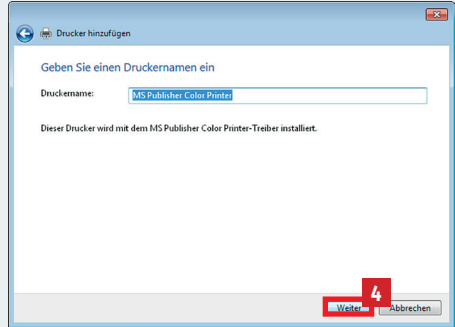 Drucker hinzufügen
Geben Sie einen Druckernamen ein
Druckername: MS Publisher Color Printer
Dieser Drucker wird mit dem MS Publisher Color Printer-Treiber installiert.
4
Weiter Abbrechen